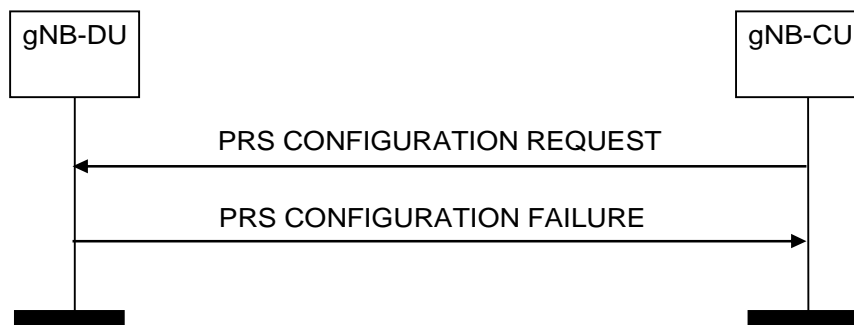 gNB-DU
gNB-CU
PRS CONFIGURATION REQUEST
PRS CONFIGURATION FAILURE